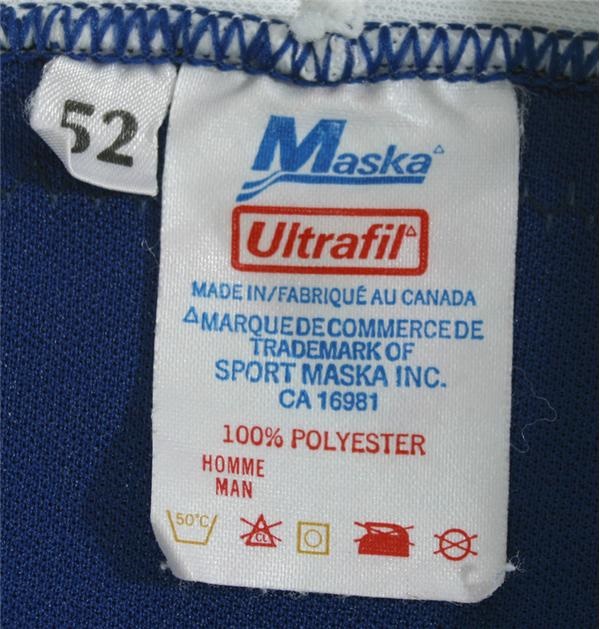 52
Maska△
Ultrafil△
MADE IN/FABRIQUÉ AU CANADA
△MARQUE DE COMMERCE DE
TRADEMARK OF
SPORT MASKA INC.
CA 16981
100% POLYESTER
HOMME
MAN
50°C
CL